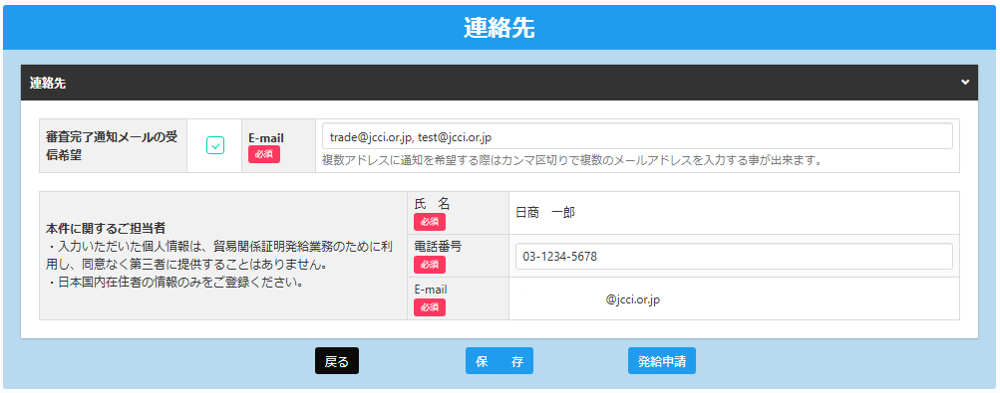 連絡先
連絡先
審査完了通知メールの受
信希望
E-mail
必須
trade@jcci.or.jp, test@jcci.or.jp
複数アドレスに通知を希望する際はカンマ区切りで複数のメールアドレスを入力する事が出来ます。
本件に関するご担当者
・入力いただいた個人情報は、貿易関係証明発給業務のために利
用し、同意なく第三者に提供することはありません。
・日本国内在住者の情報のみをご登録ください。
氏　名
必須
日商　一郎
電話番号
必須
03-1234-5678
E-mail
必須
@jcci.or.jp
戻る
保　　存
発給申請